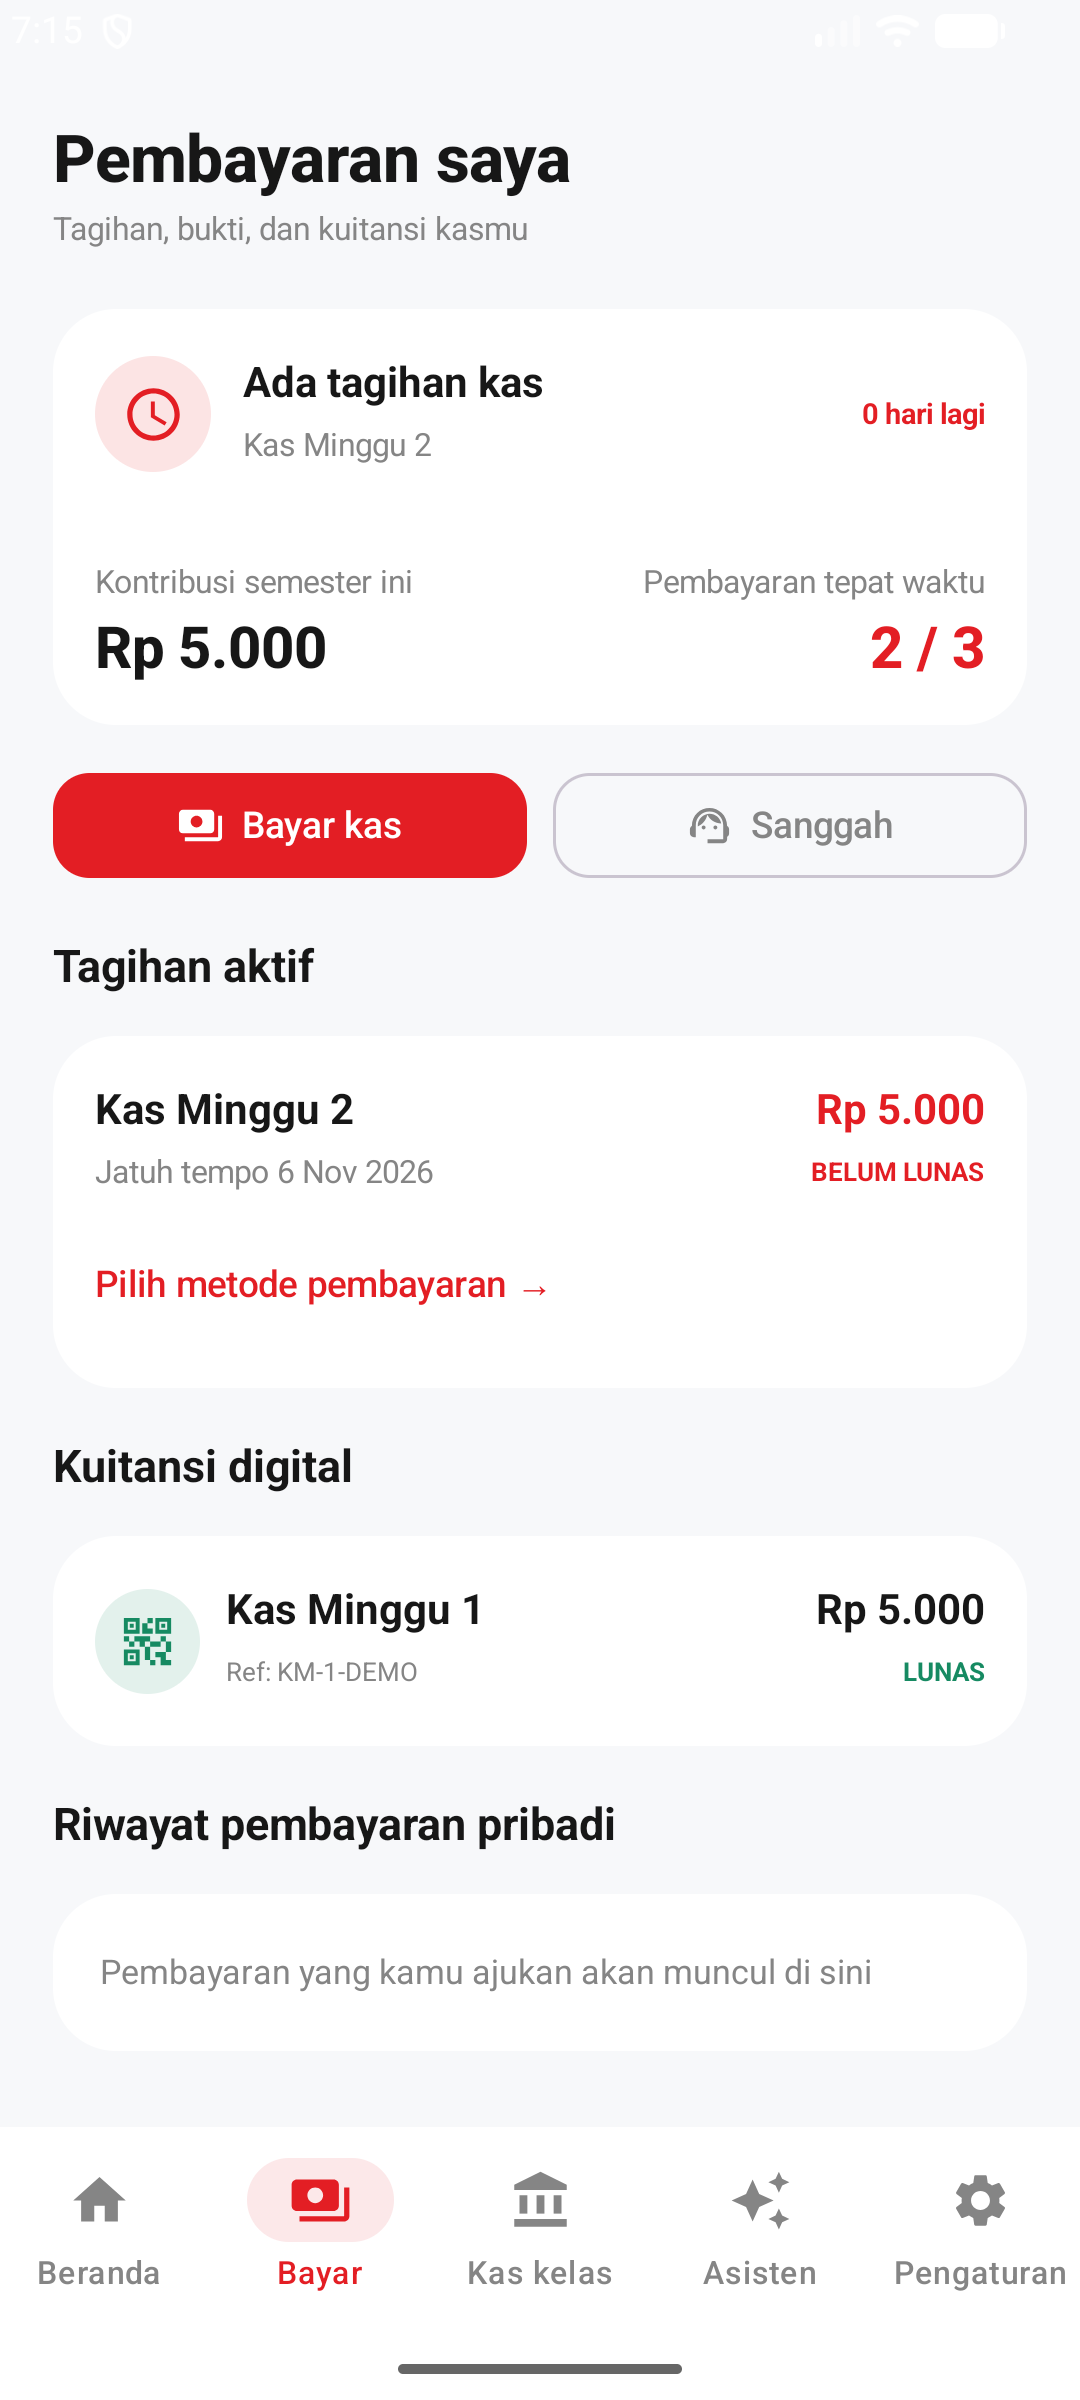 7:15
Pembayaran saya
Tagihan, bukti, dan kuitansi kasmu
Ada tagihan kas
Kas Minggu 2
0 hari lagi
Kontribusi semester ini
Pembayaran tepat waktu
Rp 5.000
2 / 3
Bayar kas
Sanggah
Tagihan aktif
Kas Minggu 2
Rp 5.000
Jatuh tempo 6 Nov 2026
BELUM LUNAS
Pilih metode pembayaran →
Kuitansi digital
Kas Minggu 1
Rp 5.000
Ref: KM-1-DEMO
LUNAS
Riwayat pembayaran pribadi
Pembayaran yang kamu ajukan akan muncul di sini
Beranda
Bayar
Kas kelas
Asisten
Pengaturan